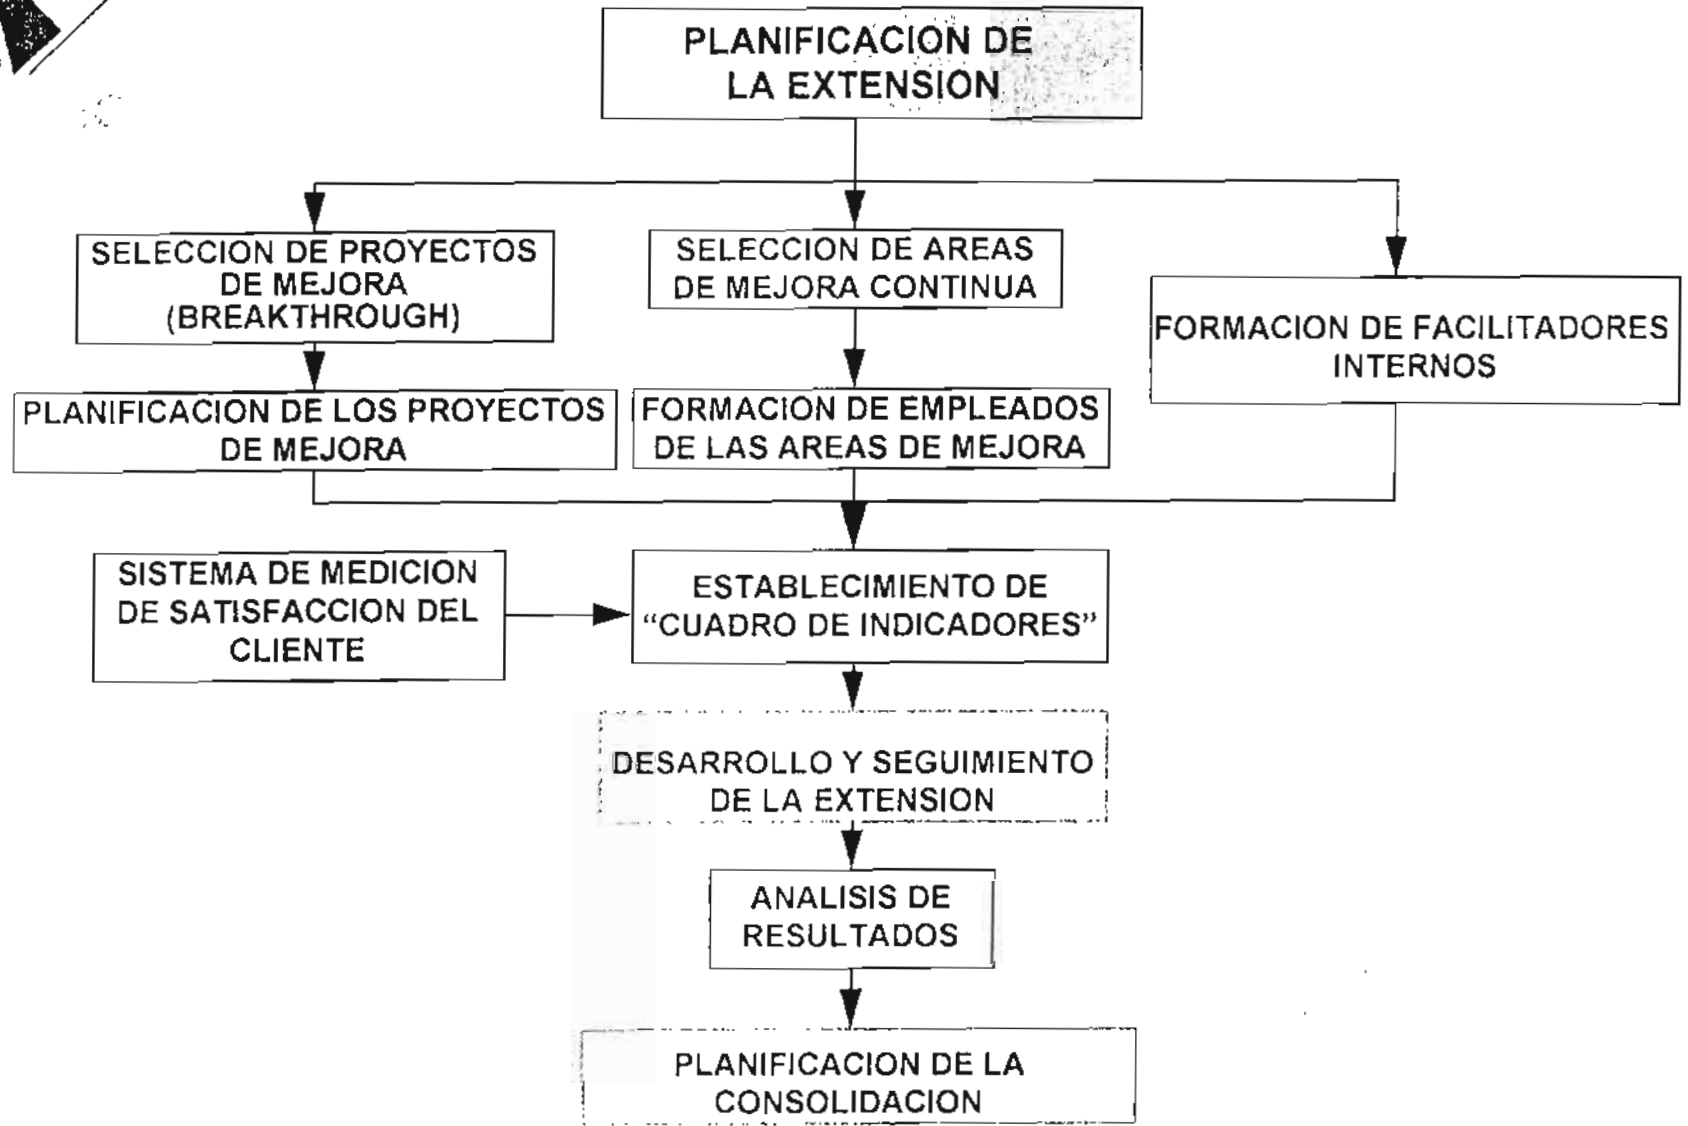 PLANIFICACION DE
LA EXTENSION
SELECCION DE PROYECTOS
DE MEJORA
(BREAKTHROUGH)
SELECCION DE AREAS
DE MEJORA CONTINUA
FORMACION DE FACILITADORES
INTERNOS
PLANIFICACION DE LOS PROYECTOS
DE MEJORA
FORMACION DE EMPLEADOS
DE LAS AREAS DE MEJORA
SISTEMA DE MEDICION
DE SATISFACCION DEL
CLIENTE
ESTABLECIMIENTO DE
“CUADRO DE INDICADORES”
DESARROLLO Y SEGUIMIENTO
DE LA EXTENSION
ANALISIS DE
RESULTADOS
PLANIFICACION DE LA
CONSOLIDACION